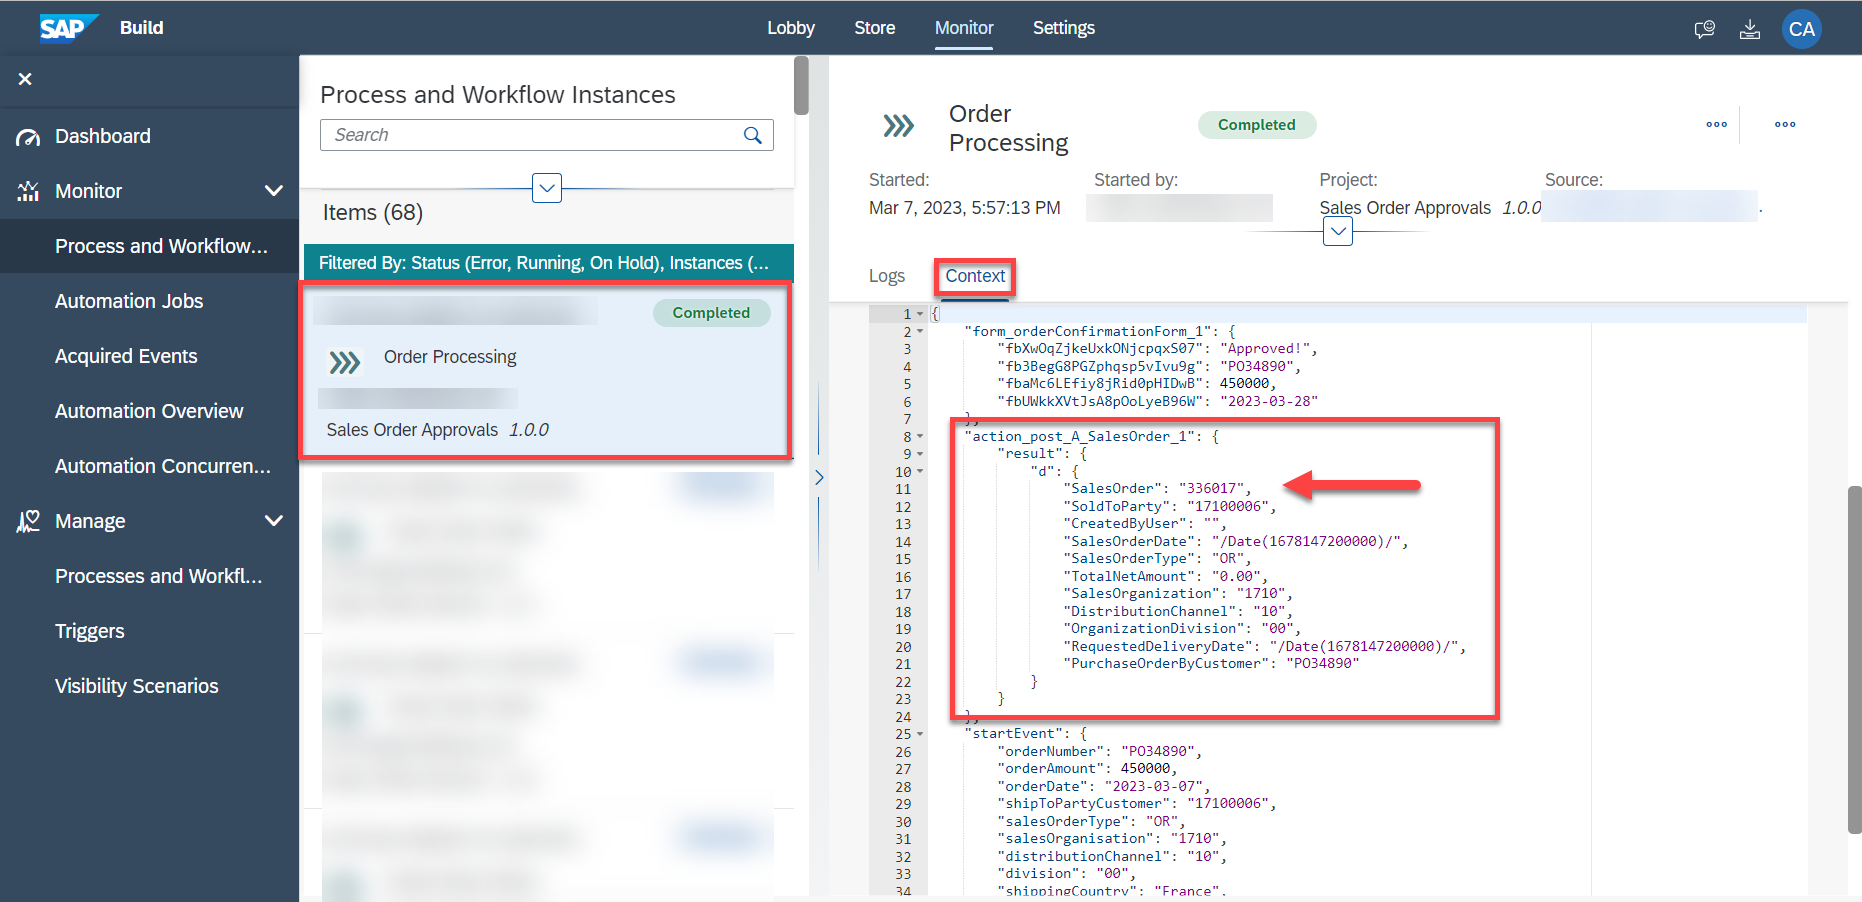 SAP Build
Lobby Store Monitor Settings
CA
Dashboard
Monitor
Process and Workflow...
Automation Jobs
Acquired Events
Automation Overview
Automation Concurren...
Manage
Processes and Workfl...
Triggers
Visibility Scenarios
Process and Workflow Instances
Search
Items (68)
Filtered By: Status (Error, Running, On Hold), Instances (...
Completed
Order Processing
Sales Order Approvals 1.0.0
Order
Processing
Completed
Started:
Mar 7, 2023, 5:57:13 PM
Started by:
Project:
Sales Order Approvals 1.0.0
Source:
Logs Context
1 {
2 "form_orderConfirmationForm_1": {
3 "fbXwOqZjkeUxkONjcpqxS07": "Approved!",
4 "fb3BegG8PGZphqsp5vIvu9g": "PO34890",
5 "fbaMc6LEfiy8jRid0pHIDwB": 450000,
6 "fbUWkkXVtJsA8pOoLyeB96W": "2023-03-28"
7 },
8 "action_post_A_SalesOrder_1": {
9 "result": {
10 "d": {
11 "SalesOrder": "336017",
12 "SoldToParty": "17100006",
13 "CreatedByUser": "",
14 "SalesOrderDate": "/Date(1678147200000)/",
15 "SalesOrderType": "OR",
16 "TotalNetAmount": "0.00",
17 "SalesOrganization": "1710",
18 "DistributionChannel": "10",
19 "OrganizationDivision": "00",
20 "RequestedDeliveryDate": "/Date(1678147200000)/",
21 "PurchaseOrderByCustomer": "PO34890"
22 }
23 }
24 },
25 "startEvent": {
26 "orderNumber": "PO34890",
27 "orderAmount": 450000,
28 "orderDate": "2023-03-07",
29 "shipToPartyCustomer": "17100006",
30 "salesOrderType": "OR",
31 "salesOrganisation": "1710",
32 "distributionChannel": "10",
33 "division": "00",
34 "shippingCountry": "France",